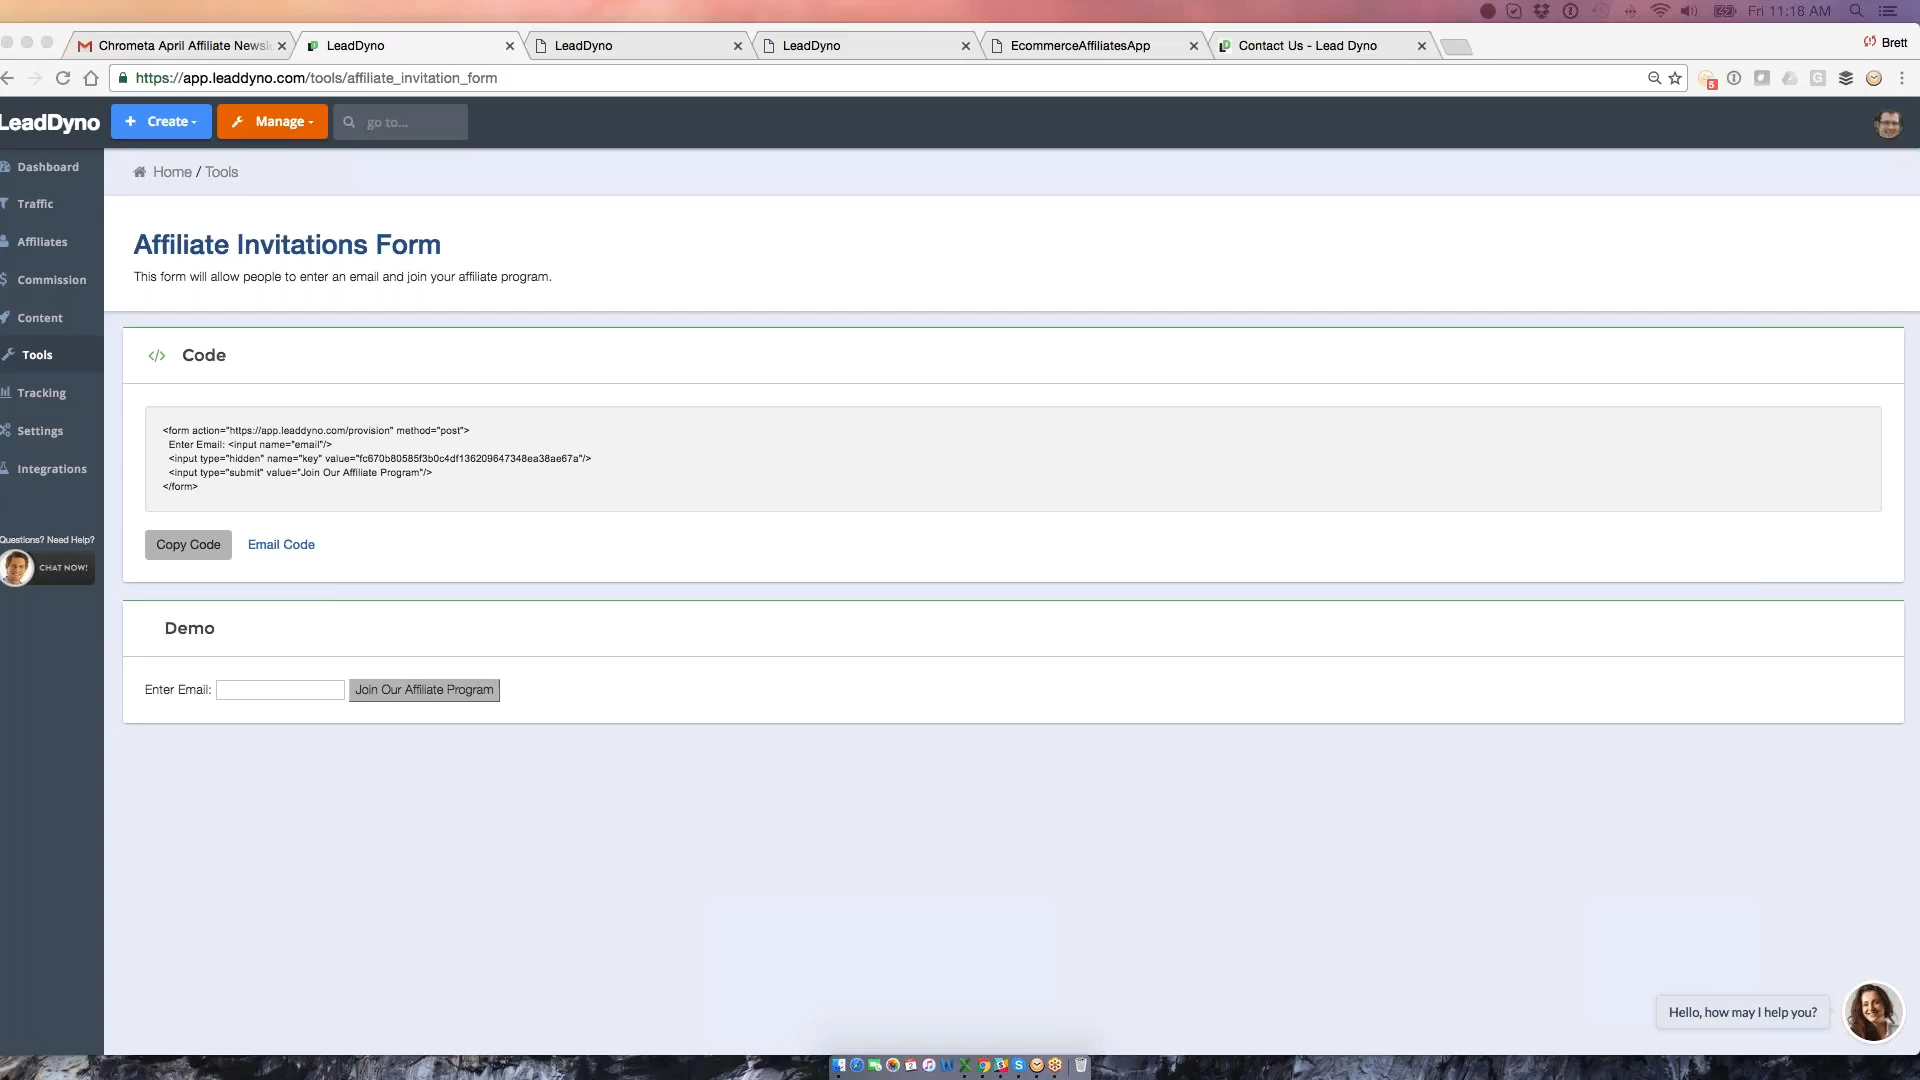 Fri 11:18 AM
Chrometa April Affiliate Newsl
LeadDyno
LeadDyno
LeadDyno
EcommerceAffiliatesApp
Contact Us - Lead Dyno
Brett
https://app.leaddyno.com/tools/affiliate_invitation_form
5
LeadDyno
+ Create
Manage
go to...
Dashboard
Traffic
Affiliates
Commission
Content
Tools
Tracking
Settings
Integrations
Questions? Need Help?
CHAT NOW!
Home / Tools
Affiliate Invitations Form
This form will allow people to enter an email and join your affiliate program.
</> Code
<form action="https://app.leaddyno.com/provision" method="post">
Enter Email: <input name="email"/>
<input type="hidden" name="key" value="fc670b80585f3b0c4df136209647348ea38ae67a"/>
<input type="submit" value="Join Our Affiliate Program"/>
</form>
Copy Code
Email Code
Demo
Enter Email:
Join Our Affiliate Program
Hello, how may I help you?